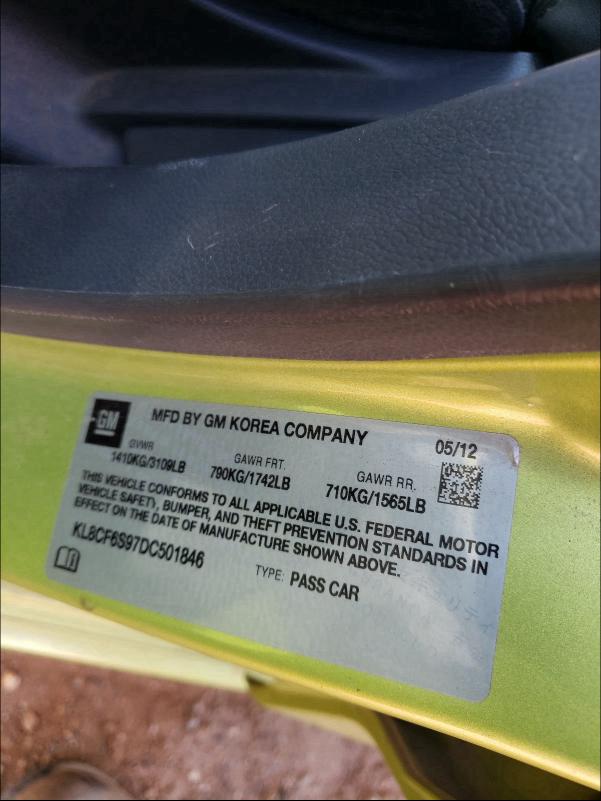 GM
MFD BY GM KOREA COMPANY
05/12
GVWR
1410KG/3109LB
GAWR FRT.
790KG/1742LB
GAWR RR.
710KG/1565LB
THIS VEHICLE CONFORMS TO ALL APPLICABLE U.S. FEDERAL MOTOR
VEHICLE SAFETY, BUMPER, AND THEFT PREVENTION STANDARDS IN
EFFECT ON THE DATE OF MANUFACTURE SHOWN ABOVE.
KL8CF6S97DC501846
TYPE: PASS CAR